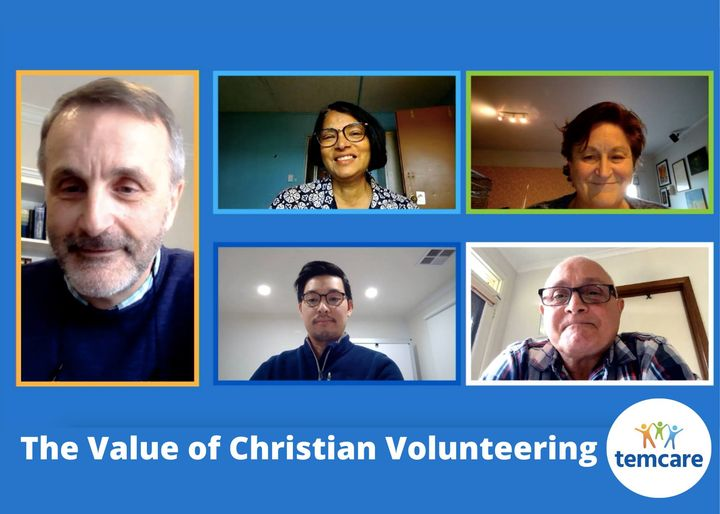 The Value of Christian Volunteering
temcare